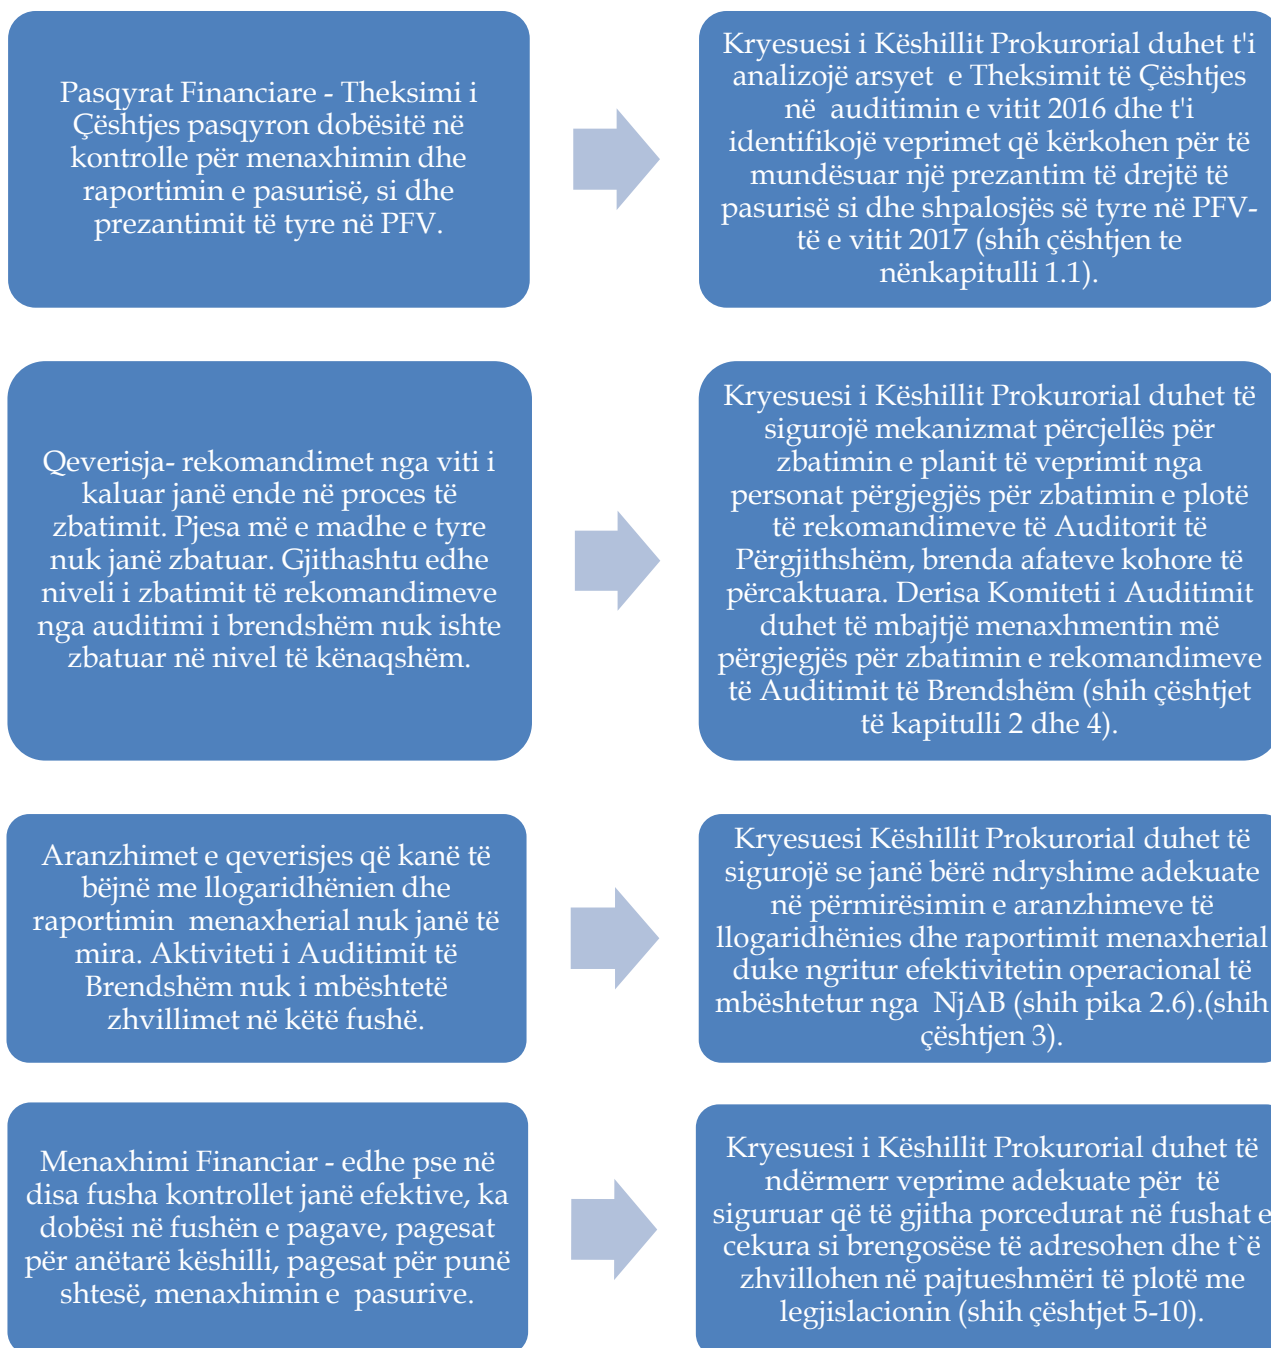 Pasqyrat Financiare - Theksimi i
Çështjes pasqyron dobësitë në
kontrolle për menaxhimin dhe
raportimin e pasurisë, si dhe
prezantimit të tyre në PFV.
Kryesuesi i Këshillit Prokurorial duhet t'i
analizojë arsyet e Theksimit të Çështjes
në auditimin e vitit 2016 dhe t'i
identifikojë veprimet që kërkohen për të
mundësuar një prezantim të drejtë të
pasurisë si dhe shpalosjës së tyre në PFV-
të e vitit 2017 (shih çështjen te
nënkapitulli 1.1).
Qeverisja- rekomandimet nga viti i
kaluar janë ende në proces të
zbatimit. Pjesa më e madhe e tyre
nuk janë zbatuar. Gjithashtu edhe
niveli i zbatimit të rekomandimeve
nga auditimi i brendshëm nuk ishte
zbatuar në nivel të kënaqshëm.
Kryesuesi i Këshillit Prokurorial duhet të
sigurojë mekanizmat përcjellës për
zbatimin e planit të veprimit nga
personat përgjegjës për zbatimin e plotë
të rekomandimeve të Auditorit të
Përgjithshëm, brenda afateve kohore të
përcaktuara. Derisa Komiteti i Auditimit
duhet të mbajtjë menaxhmentin më
përgjegjës për zbatimin e rekomandimeve
të Auditimit të Brendshëm (shih çështjet
të kapitulli 2 dhe 4).
Aranzhimet e qeverisjes që kanë të
bëjnë me llogaridhënien dhe
raportimin menaxherial nuk janë të
mira. Aktiviteti i Auditimit të
Brendshëm nuk i mbështetë
zhvillimet në këtë fushë.
Kryesuesi Këshillit Prokurorial duhet të
sigurojë se janë bërë ndryshime adekuate
në përmirësimin e aranzhimeve të
llogaridhënies dhe raportimit menaxherial
duke ngritur efektivitetin operacional të
mbështetur nga NjAB (shih pika 2.6).(shih
çështjen 3).
Menaxhimi Financiar - edhe pse në
disa fusha kontrollet janë efektive, ka
dobësi në fushën e pagave, pagesat
për anëtarë këshilli, pagesat për punë
shtesë, menaxhimin e pasurive.
Kryesuesi i Këshillit Prokurorial duhet të
ndërmerr veprime adekuate për të
siguruar që të gjitha porcedurat në fushat e
cekura si brengosëse të adresohen dhe t`ë
zhvillohen në pajtueshmëri të plotë me
legjislacionin (shih çështjet 5-10).